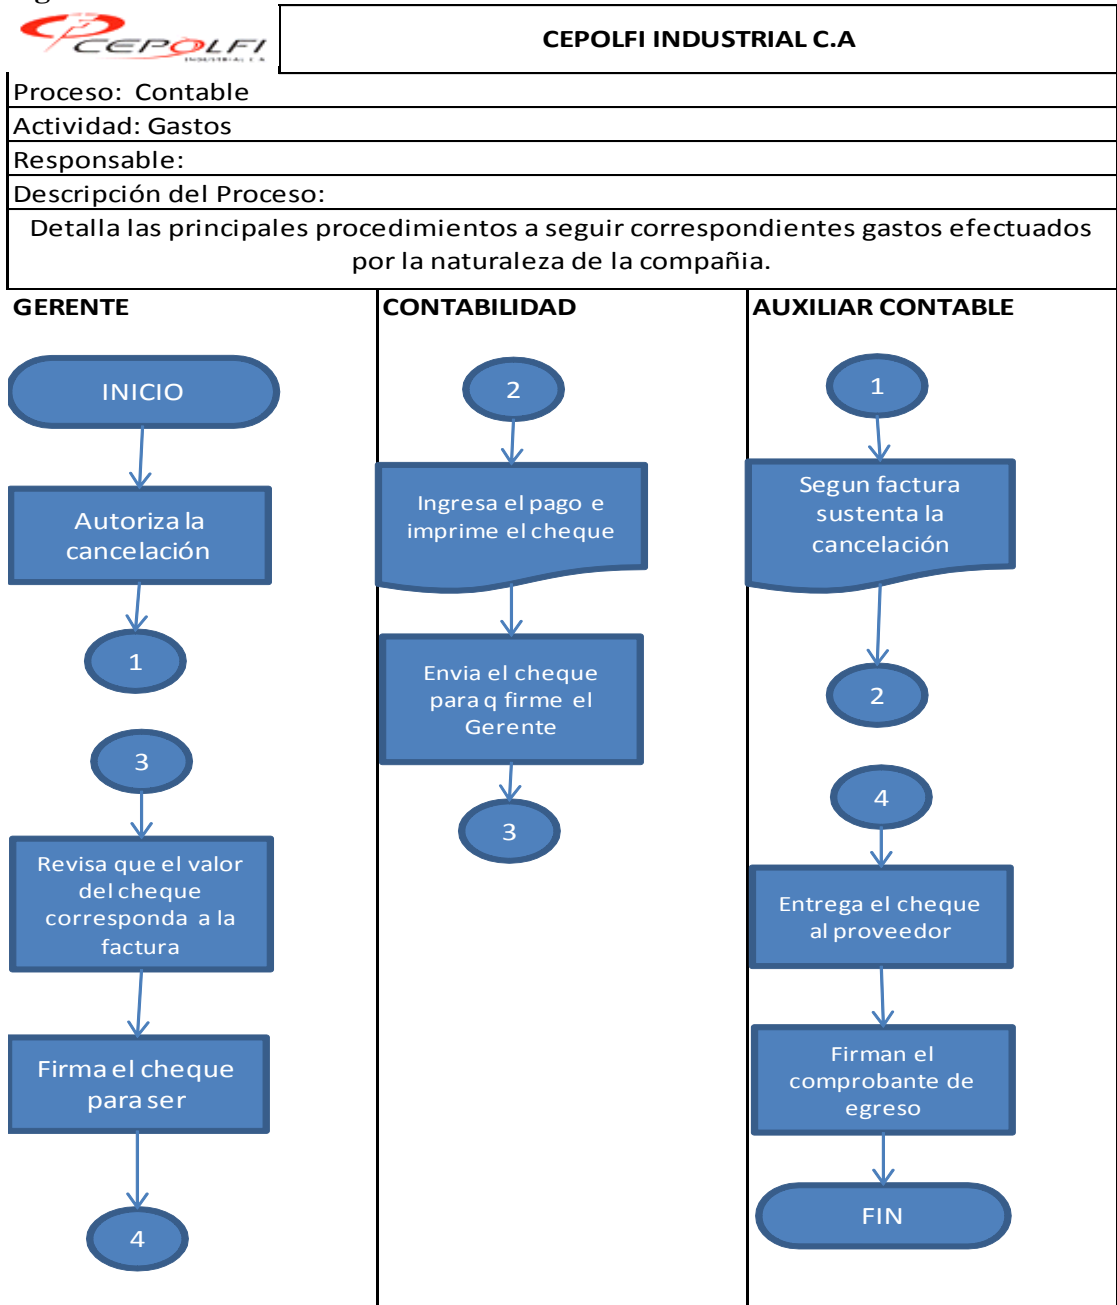 CEPOLFI
INDUSTRIAL C.A
CEPOLFI INDUSTRIAL C.A
Proceso: Contable
Actividad: Gastos
Responsable:
Descripción del Proceso:
Detalla las principales procedimientos a seguir correspondientes gastos efectuados
por la naturaleza de la compañia.
GERENTE
INICIO
Autoriza la
cancelación
1
3
Revisa que el valor
del cheque
corresponda a la
factura
Firma el cheque
para ser
4
CONTABILIDAD
2
Ingresa el pago e
imprime el cheque
Envia el cheque
para q firme el
Gerente
3
AUXILIAR CONTABLE
1
Segun factura
sustenta la
cancelación
2
4
Entrega el cheque
al proveedor
Firman el
comprobante de
egreso
FIN